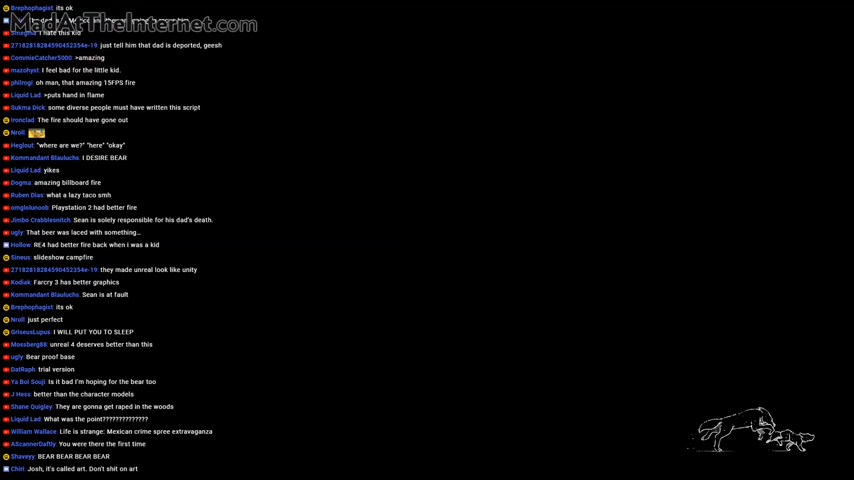 Brephophagist: its ok
MadAtTheInternet.com
Smegma: I hate this kid
27182818284590452354e-19: just tell him that dad is deported, geesh
CommieCatcher5000: >amazing
mazohyst: I feel bad for the little kid.
philrogi: oh man, that amazing 15FPS fire
Liquid Lad: >puts hand in flame
Sukma Dick: some diverse people must have written this script
Ironclad: The fire should have gone out
Nroll:
Heglout: "where are we?" "here" "okay"
Kommandant Blauluchs: I DESIRE BEAR
Liquid Lad: yikes
Dogma: amazing billboard fire
Ruben Dias: what a lazy taco smh
omgislunoob: Playstation 2 had better fire
Jimbo Crabblesnitch: Sean is solely responsible for his dad's death.
ugly: That beer was laced with something...
Hollow: RE4 had better fire back when i was a kid
Sineus: slideshow campfire
27182818284590452354e-19: they made unreal look like unity
Kodiak: Farcry 3 has better graphics
Kommandant Blauluchs: Sean is at fault
Brephophagist: its ok
Nroll: just perfect
GriseusLupus: I WILL PUT YOU TO SLEEP
Mossberg88: unreal 4 deserves better than this
ugly: Bear proof base
DatRaph: trial version
Ya Boi Souji: Is it bad I'm hoping for the bear too
J Hess: better than the character models
Shane Quigley: They are gonna get raped in the woods
Liquid Lad: What was the point??????????????
William Wallace: Life is strange: Mexican crime spree extravaganza
AScannerDaftly: You were there the first time
Shaveyy: BEAR BEAR BEAR BEAR
Chiri: Josh, it's called art. Don't shit on art